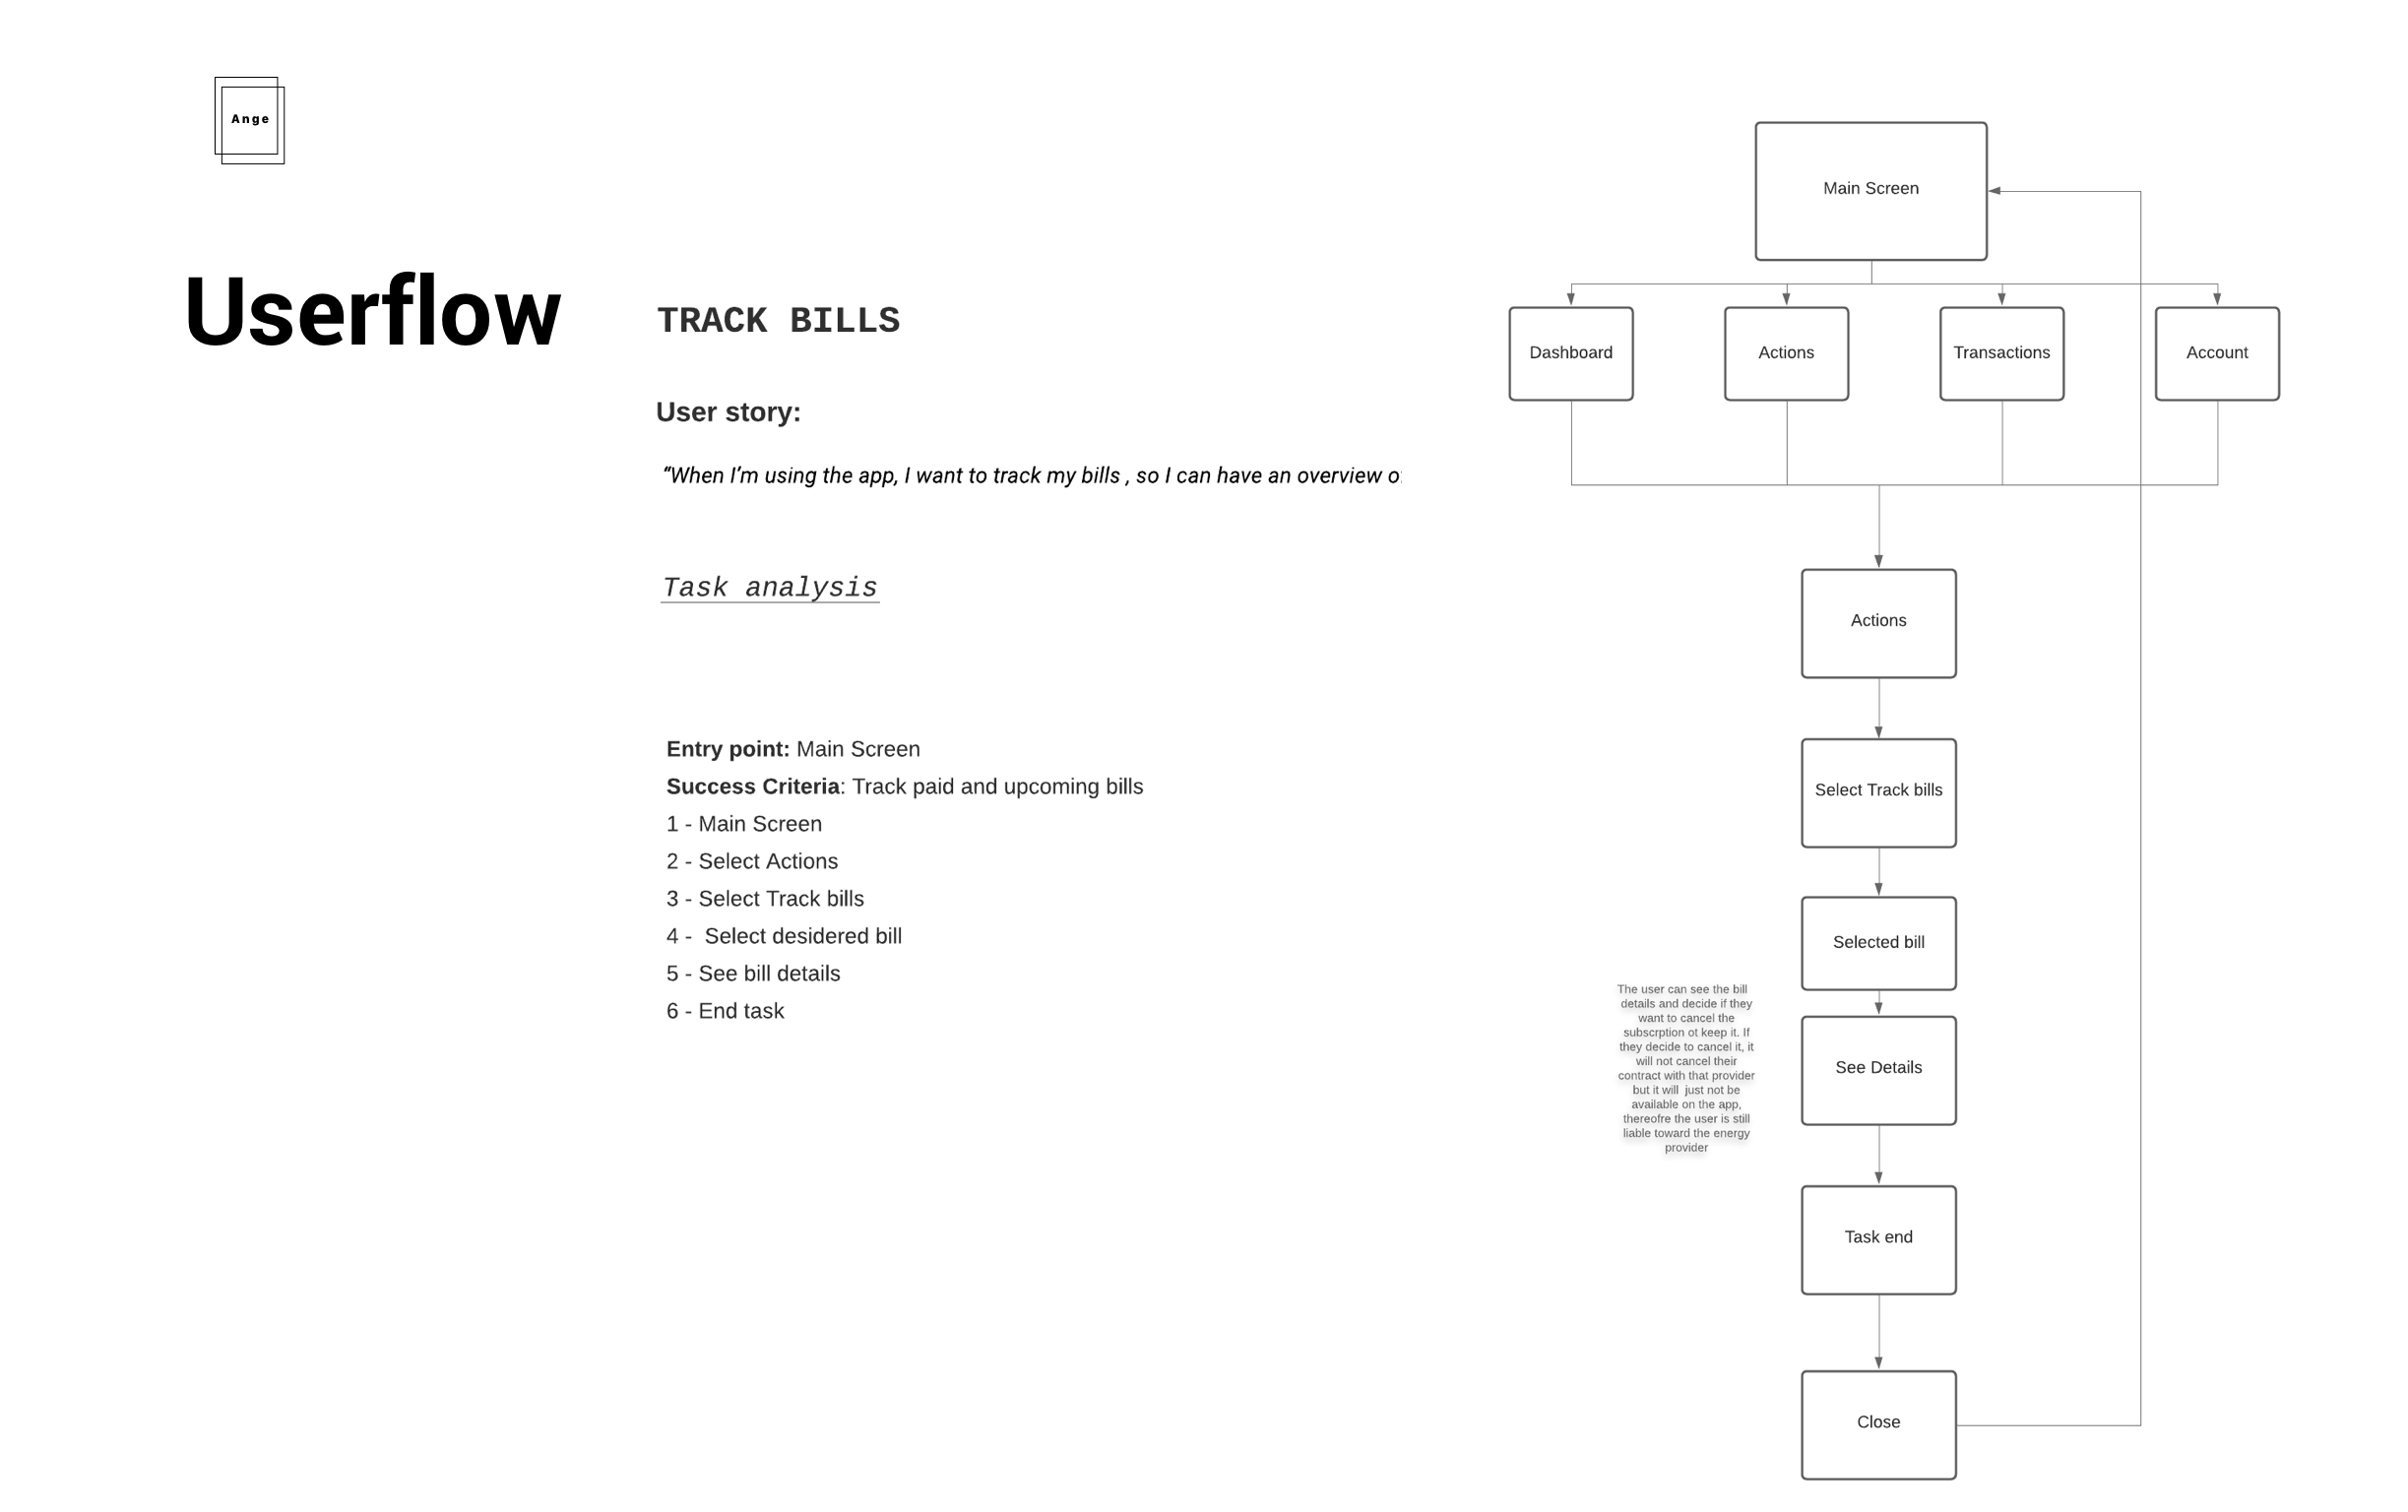 Ange
Userflow
TRACK BILLS
User story:
“When I’m using the app, I want to track my bills , so I can have an overview
Task analysis
Entry point: Main Screen
Success Criteria: Track paid and upcoming bills
1 - Main Screen
2 - Select Actions
3 - Select Track bills
4 -  Select desidered bill
5 - See bill details
6 - End task
Main Screen
Dashboard
Actions
Transactions
Account
Actions
Select Track bills
Selected bill
The user can see the bill
details and decide if they
want to cancel the
subscrption ot keep it. If
they decide to cancel it, it
will not cancel their
contract with that provider
but it will  just not be
available on the app,
thereofre the user is still
liable toward the energy
provider
See Details
Task end
Close